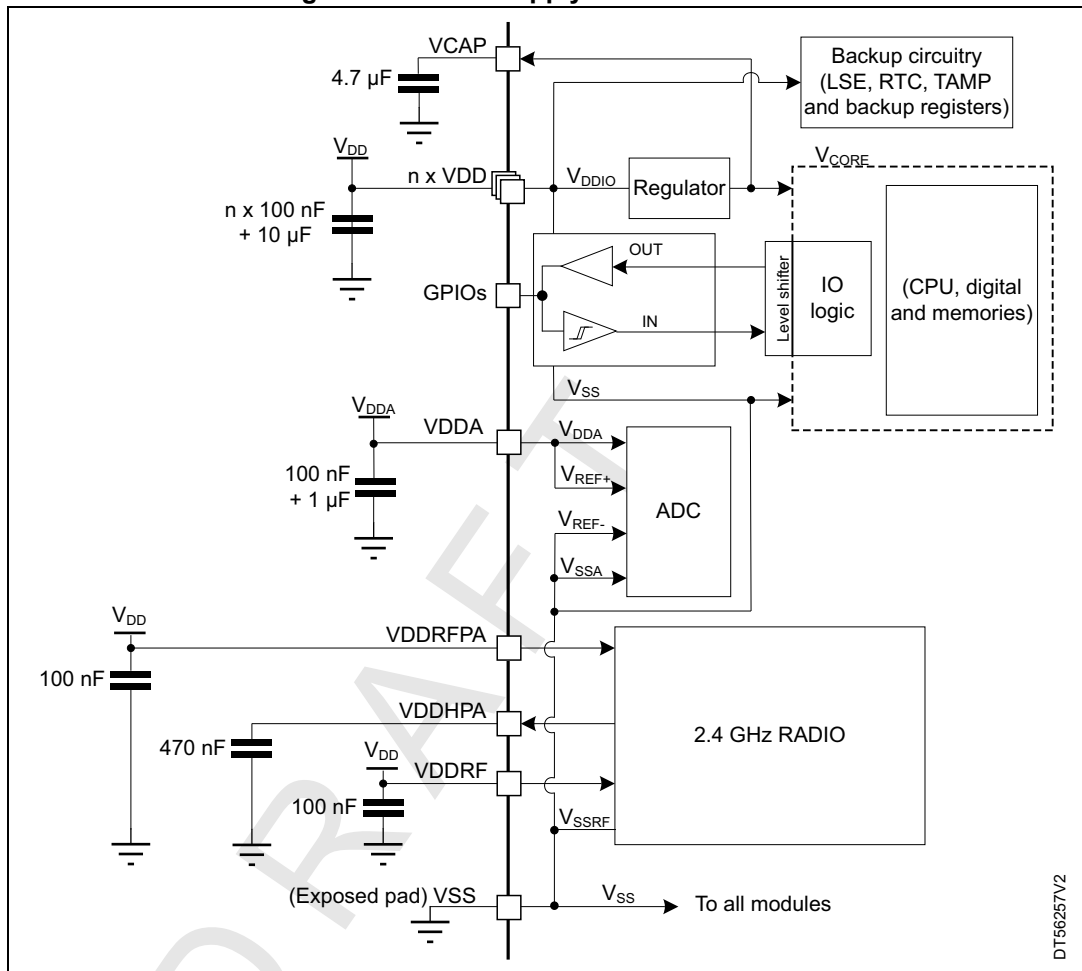 VCAP
4.7 µF
Backup circuitry
(LSE, RTC, TAMP
and backup registers)
VDD
n x VDD
VDDIO
Regulator
VCORE
n x 100 nF
+ 10 µF
OUT
GPIOs
IN
Level shifter
IO
logic
(CPU, digital
and memories)
VSS
VDDA
VDDA
VDDA
100 nF
+ 1 µF
VREF+
ADC
VREF-
VSSA
VDD
VDDRFPA
100 nF
VDDHPA
470 nF
2.4 GHz RADIO
VDD
VDDRF
100 nF
VSSRF
(Exposed pad) VSS
VSS
To all modules
DT56257V2
DRAFT